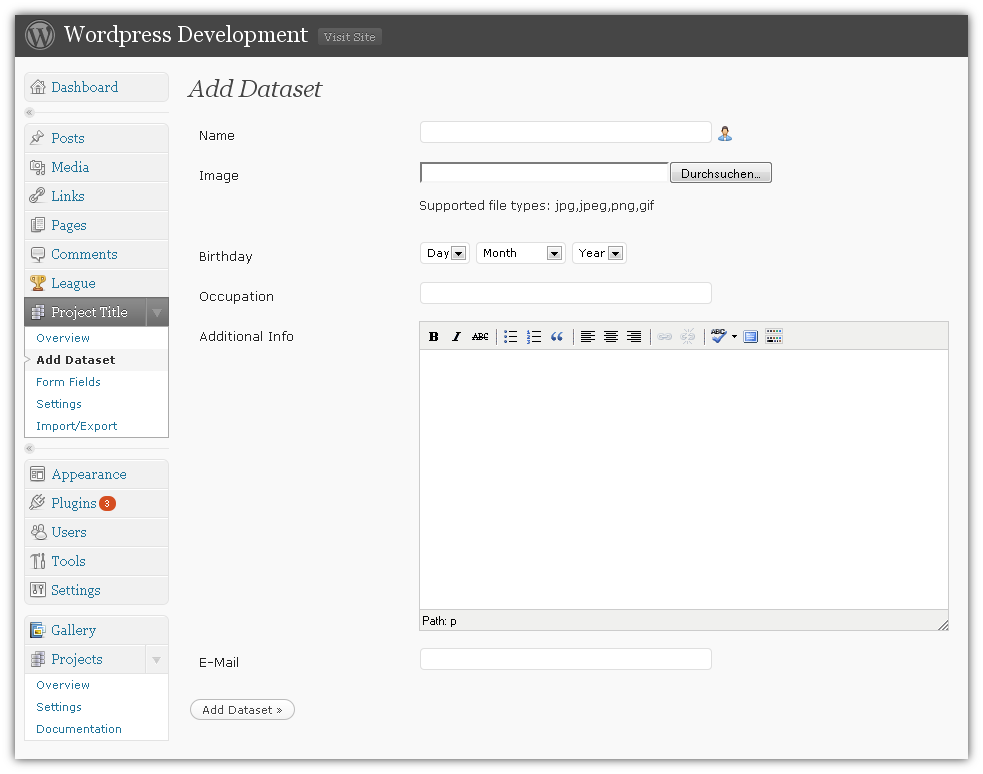 Wordpress Development Visit Site
Dashboard
Posts
Media
Links
Pages
Comments
League
Project Title
Overview
Add Dataset
Form Fields
Settings
Import/Export
Appearance
Plugins 3
Users
Tools
Settings
Gallery
Projects
Overview
Settings
Documentation
Add Dataset
Name
Image Durchsuchen...
Supported file types: jpg,jpeg,png,gif
Birthday Day Month Year
Occupation
Additional Info B I ABC ABC
Path: p
E-Mail
Add Dataset »